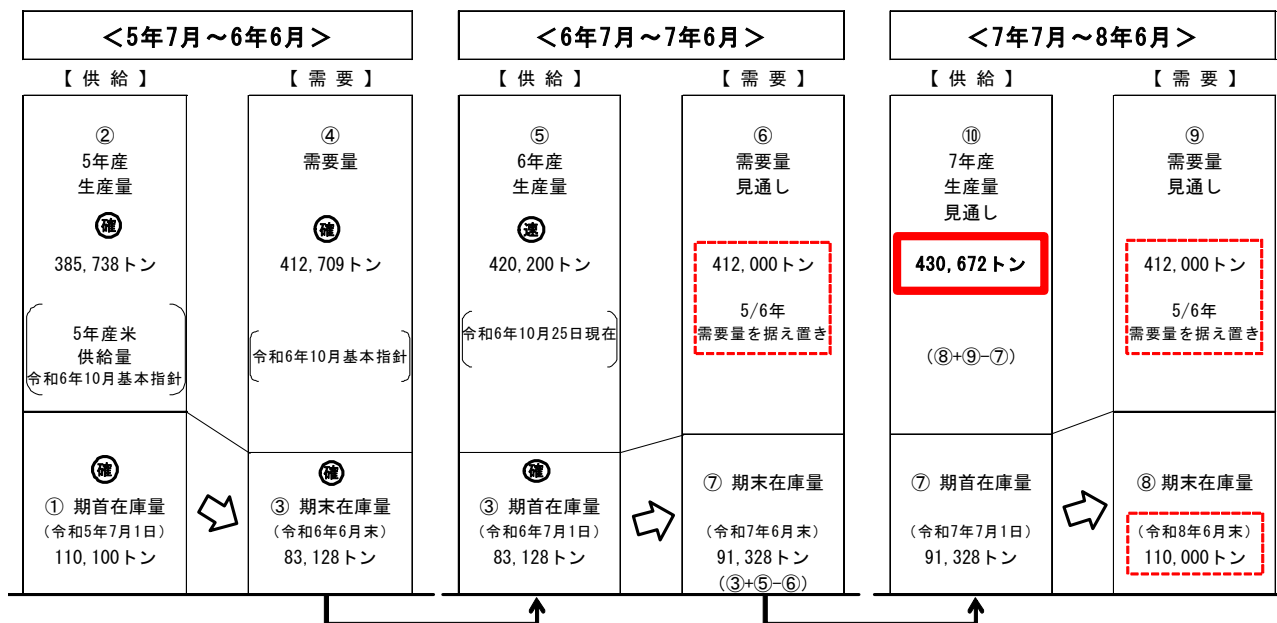 ＜5年7月～6年6月＞
【 供 給 】
【 需 要 】
②
5年産
生産量
確
385,738トン
5年産米
供給量
令和6年10月基本指針
確
① 期首在庫量
（令和5年7月1日）
110,100トン
④
需要量
確
412,709トン
令和6年10月基本指針
確
③ 期末在庫量
（令和6年6月末）
83,128トン
＜6年7月～7年6月＞
【 供 給 】
【 需 要 】
⑤
6年産
生産量
速
420,200トン
令和6年10月25日現在
確
③ 期首在庫量
（令和6年7月1日）
83,128トン
⑥
需要量
見通し
412,000トン
5/6年
需要量を据え置き
⑦ 期末在庫量
（令和7年6月末）
91,328トン
（③+⑤-⑥）
＜7年7月～8年6月＞
【 供 給 】
【 需 要 】
⑩
7年産
生産量
見通し
430,672トン
（⑧+⑨-⑦）
⑦ 期首在庫量
（令和7年7月1日）
91,328トン
⑨
需要量
見通し
412,000トン
5/6年
需要量を据え置き
⑧ 期末在庫量
（令和8年6月末）
110,000トン